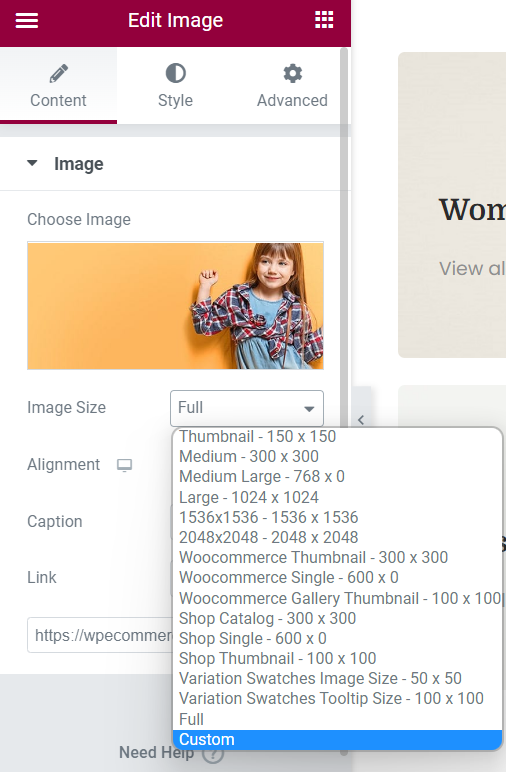 Edit Image
Content
Style
Advanced
Image
Choose Image
Image Size
Full
Thumbnail - 150 x 150
Medium - 300 x 300
Medium Large - 768 x 0
Large - 1024 x 1024
1536x1536 - 1536 x 1536
2048x2048 - 2048 x 2048
Woocommerce Thumbnail - 300 x 300
Woocommerce Single - 600 x 0
Woocommerce Gallery Thumbnail - 100 x 100
Shop Catalog - 300 x 300
Shop Single - 600 x 0
Shop Thumbnail - 100 x 100
Variation Swatches Image Size - 50 x 50
Variation Swatches Tooltip Size - 100 x 100
Full
Custom
Alignment
Caption
Link
https://wpecommer
Need Help ?
Wom
View al
s